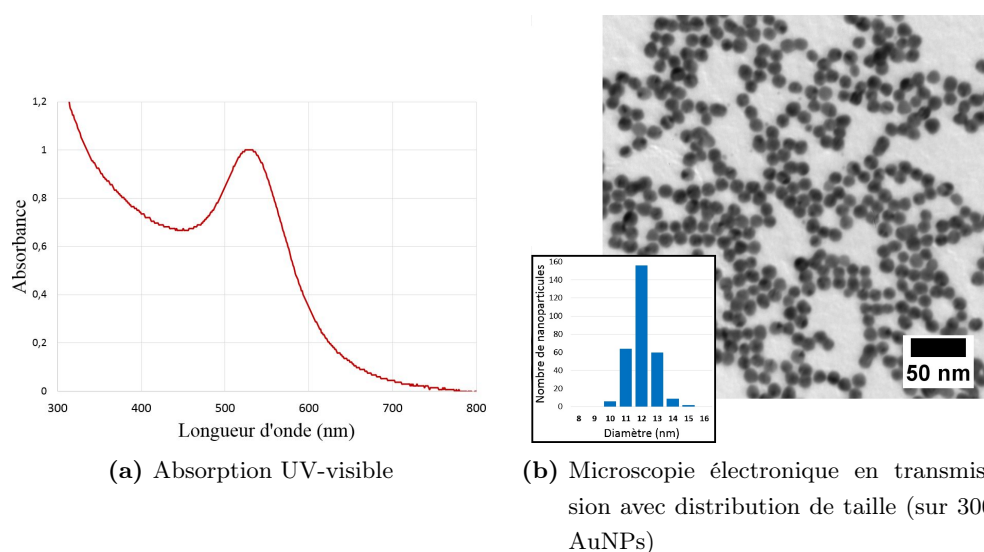 1,2
1
0,8
0,6
0,4
0,2
0
Absorbance
300 400 500 600 700 800
Longueur d'onde (nm)
(a) Absorption UV-visible
50 nm
Nombre de nanoparticules
160
140
120
100
80
60
40
20
0
8 9 10 11 12 13 14 15 16
Diamètre (nm)
(b) Microscopie électronique en transmis-
sion avec distribution de taille (sur 300
AuNPs)